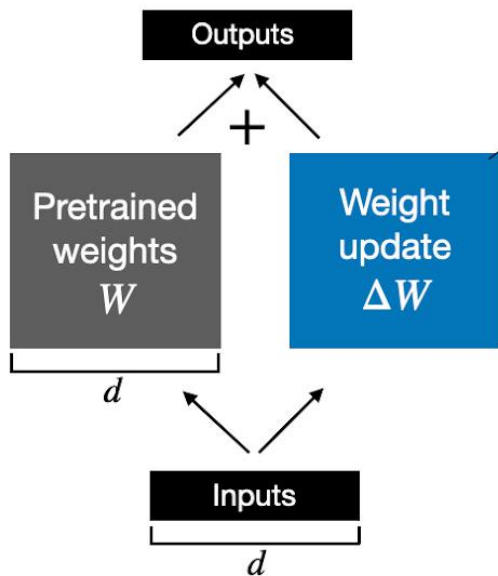 Outputs
+
Pretrained
weights
W
Weight
update
ΔW
d
Inputs
d